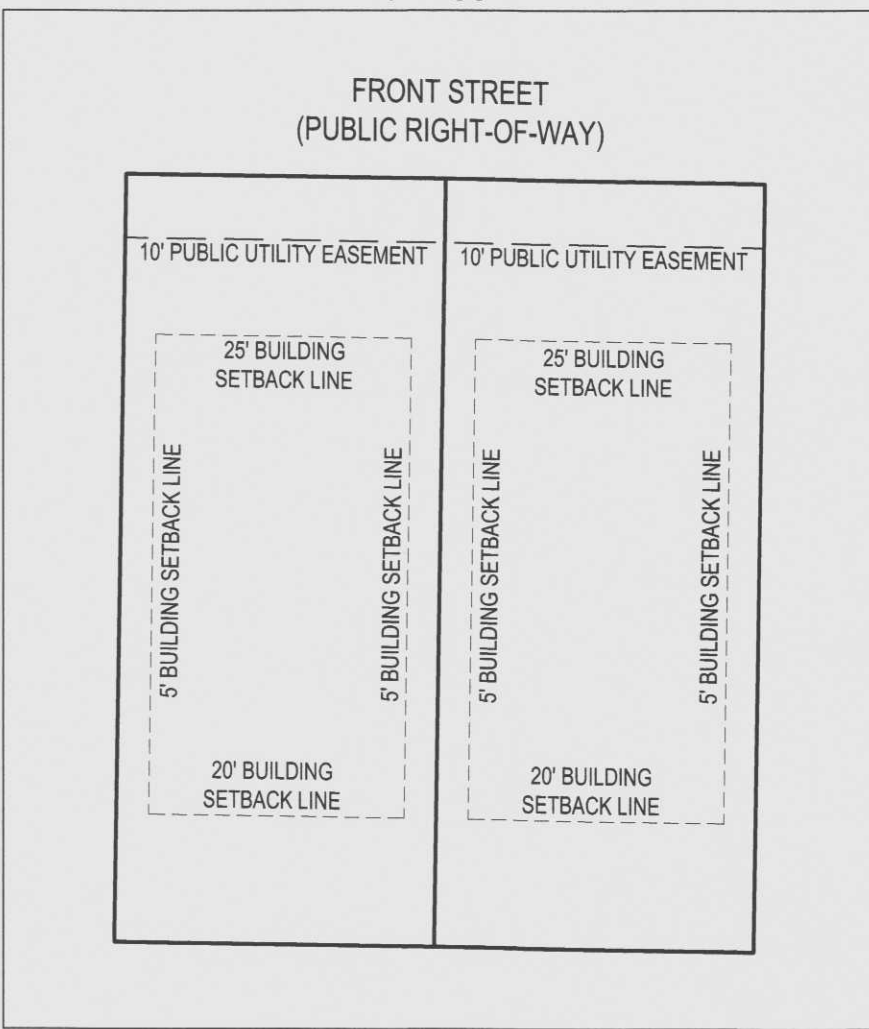 FRONT STREET
(PUBLIC RIGHT-OF-WAY)
10' PUBLIC UTILITY EASEMENT
10' PUBLIC UTILITY EASEMENT
25' BUILDING
SETBACK LINE
25' BUILDING
SETBACK LINE
5' BUILDING SETBACK LINE
5' BUILDING SETBACK LINE
5' BUILDING SETBACK LINE
5' BUILDING SETBACK LINE
20' BUILDING
SETBACK LINE
20' BUILDING
SETBACK LINE